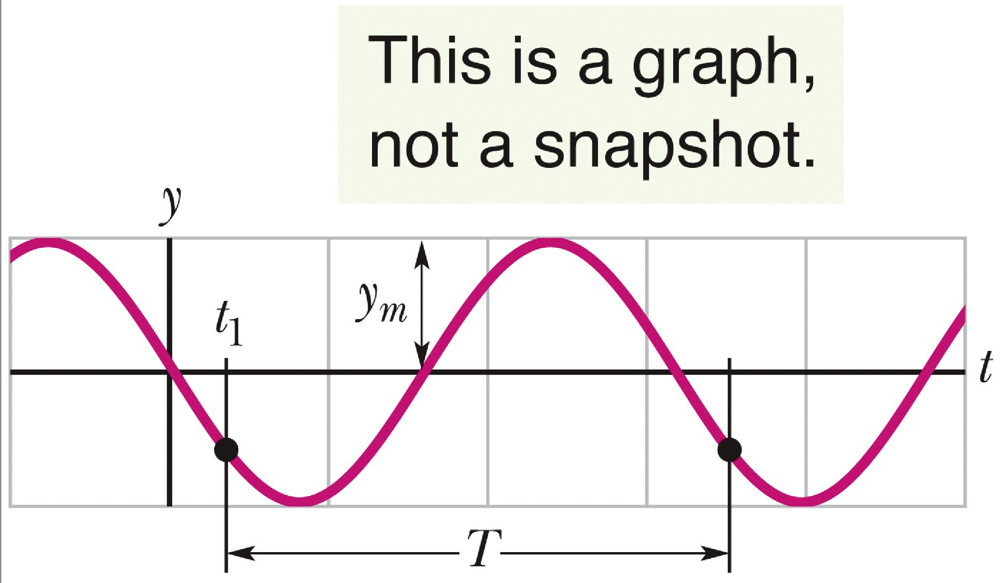 This is a graph,
not a snapshot.
y
t₁
yₘ
t
T